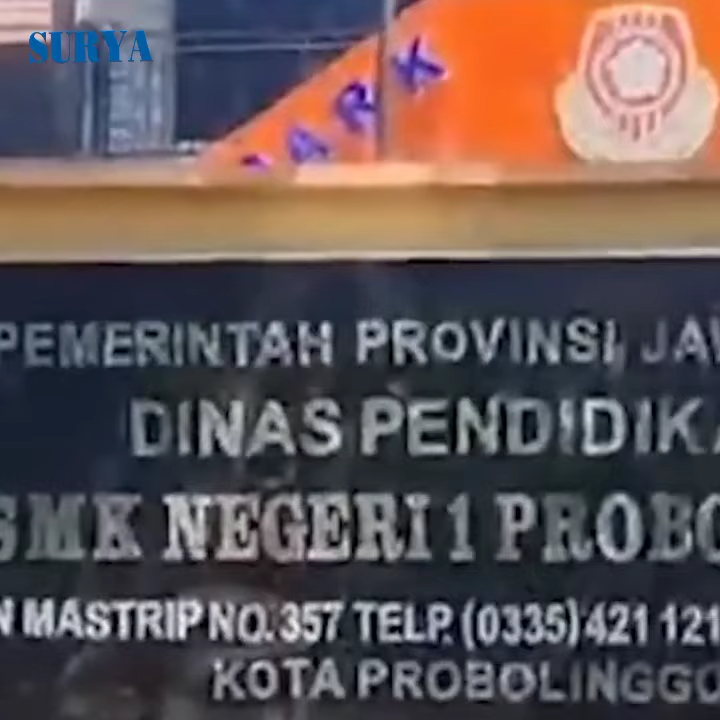 SURYA
ARK
PEMERINTAH PROVINSI JAW
DINAS PENDIDIKA
SMK NEGERI 1 PROBO
N MASTRIP NO. 357 TELP. (0335) 421 121
KOTA PROBOLINGGO